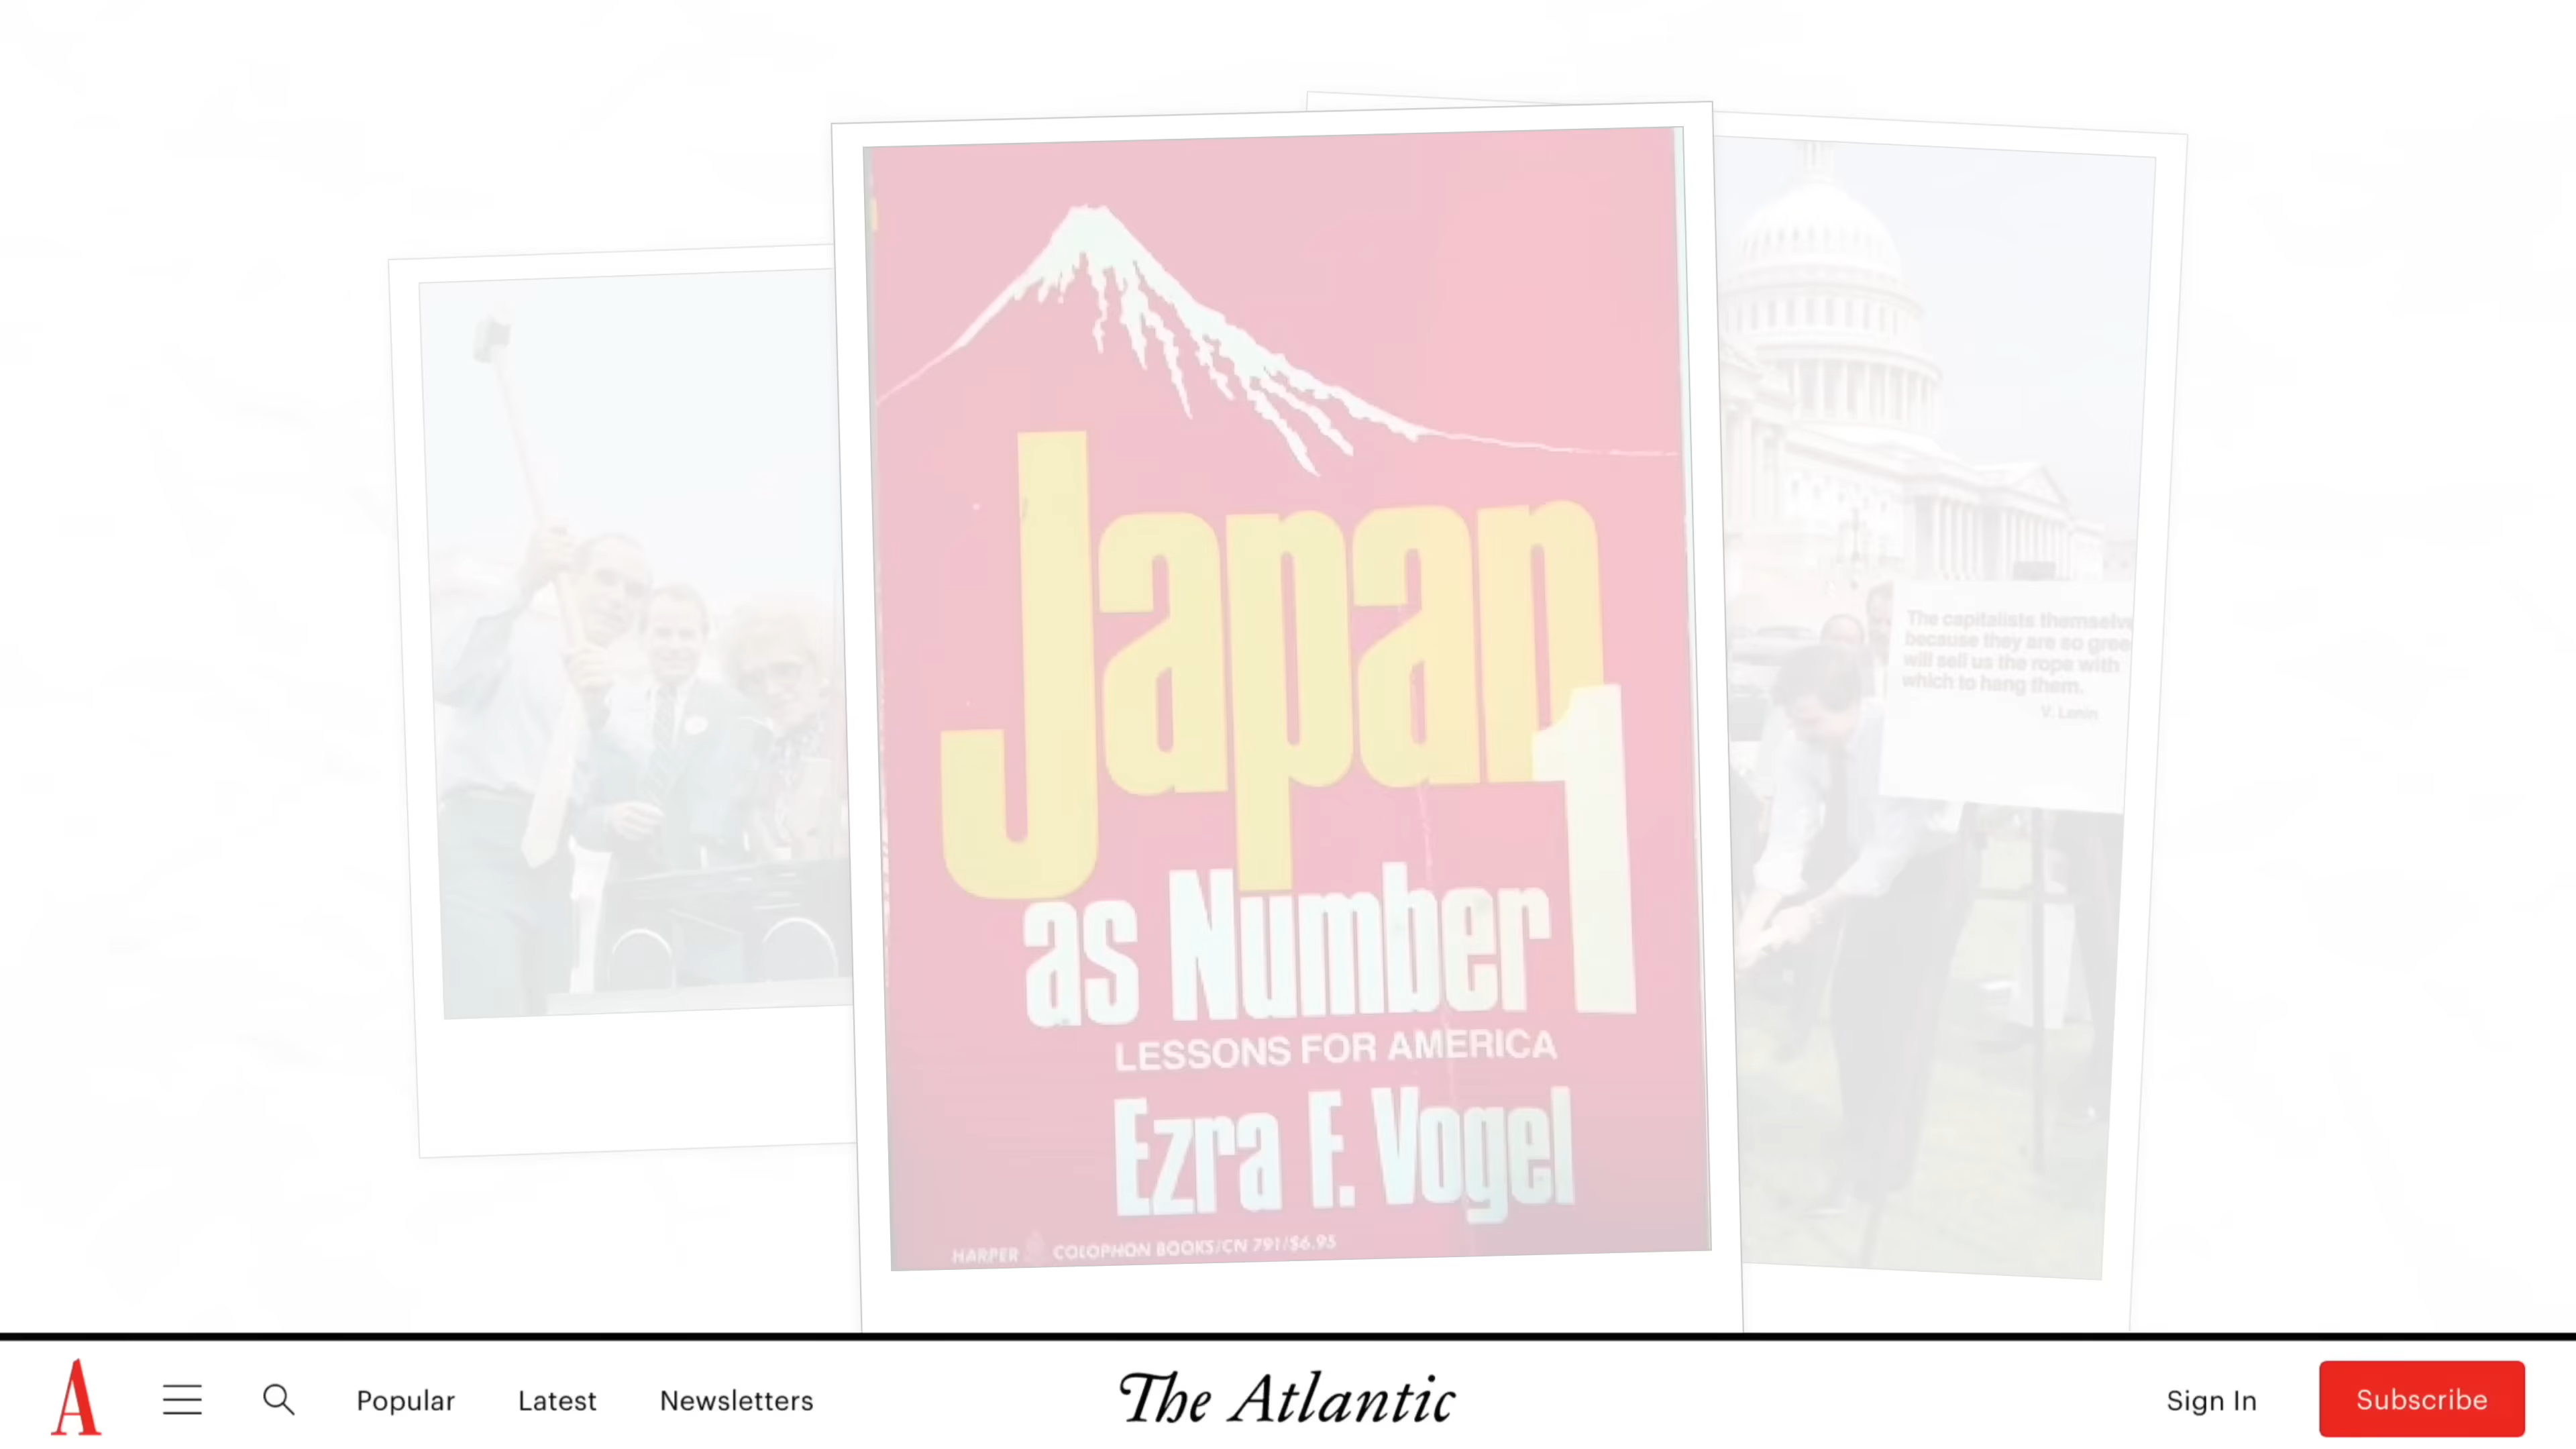 Japan
as Number 1
LESSONS FOR AMERICA
Ezra F. Vogel
HARPER COLOPHON BOOKS/CN 791/$6.95
The capitalists themselv
because they are so gree
will sell us the rope with
which to hang them.
V. Lenin
A
Popular
Latest
Newsletters
The Atlantic
Sign In
Subscribe